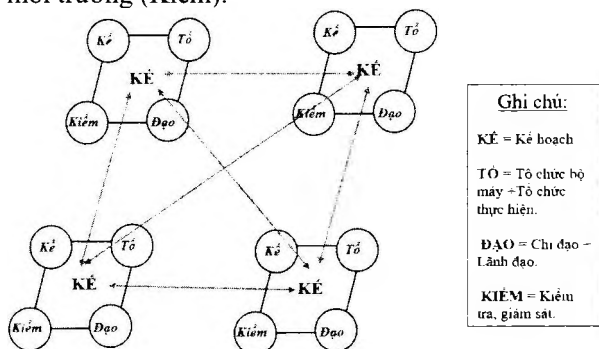 môi trường (Kiểm).
Kế Tổ
KẾ
Kiểm Đạo
Kế Tổ
KẾ
Kiểm Đạo
Kế Tổ
KẾ
Kiểm Đạo
Kế Tổ
KẾ
Kiểm Đạo
Ghi chú:
KẾ = Kế hoạch
TỔ = Tổ chức bộ
máy +Tổ chức
thực hiện.
ĐẠO = Chỉ đạo –
Lãnh đạo.
KIỂM = Kiểm
tra, giám sát.